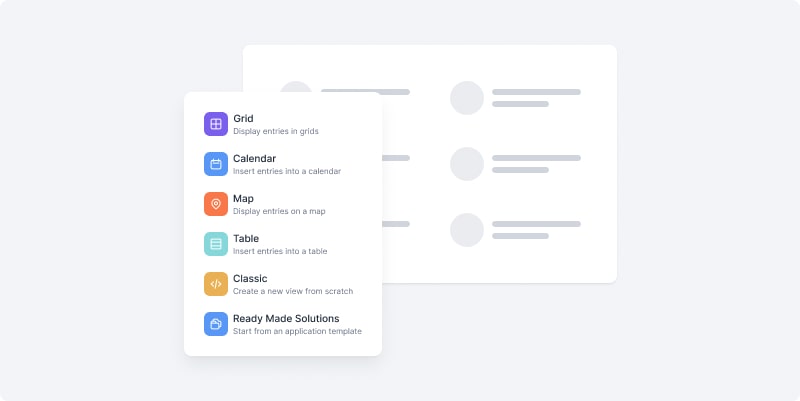 Grid
Display entries in grids
Calendar
Insert entries into a calendar
Map
Display entries on a map
Table
Insert entries into a table
Classic
Create a new view from scratch
Ready Made Solutions
Start from an application template